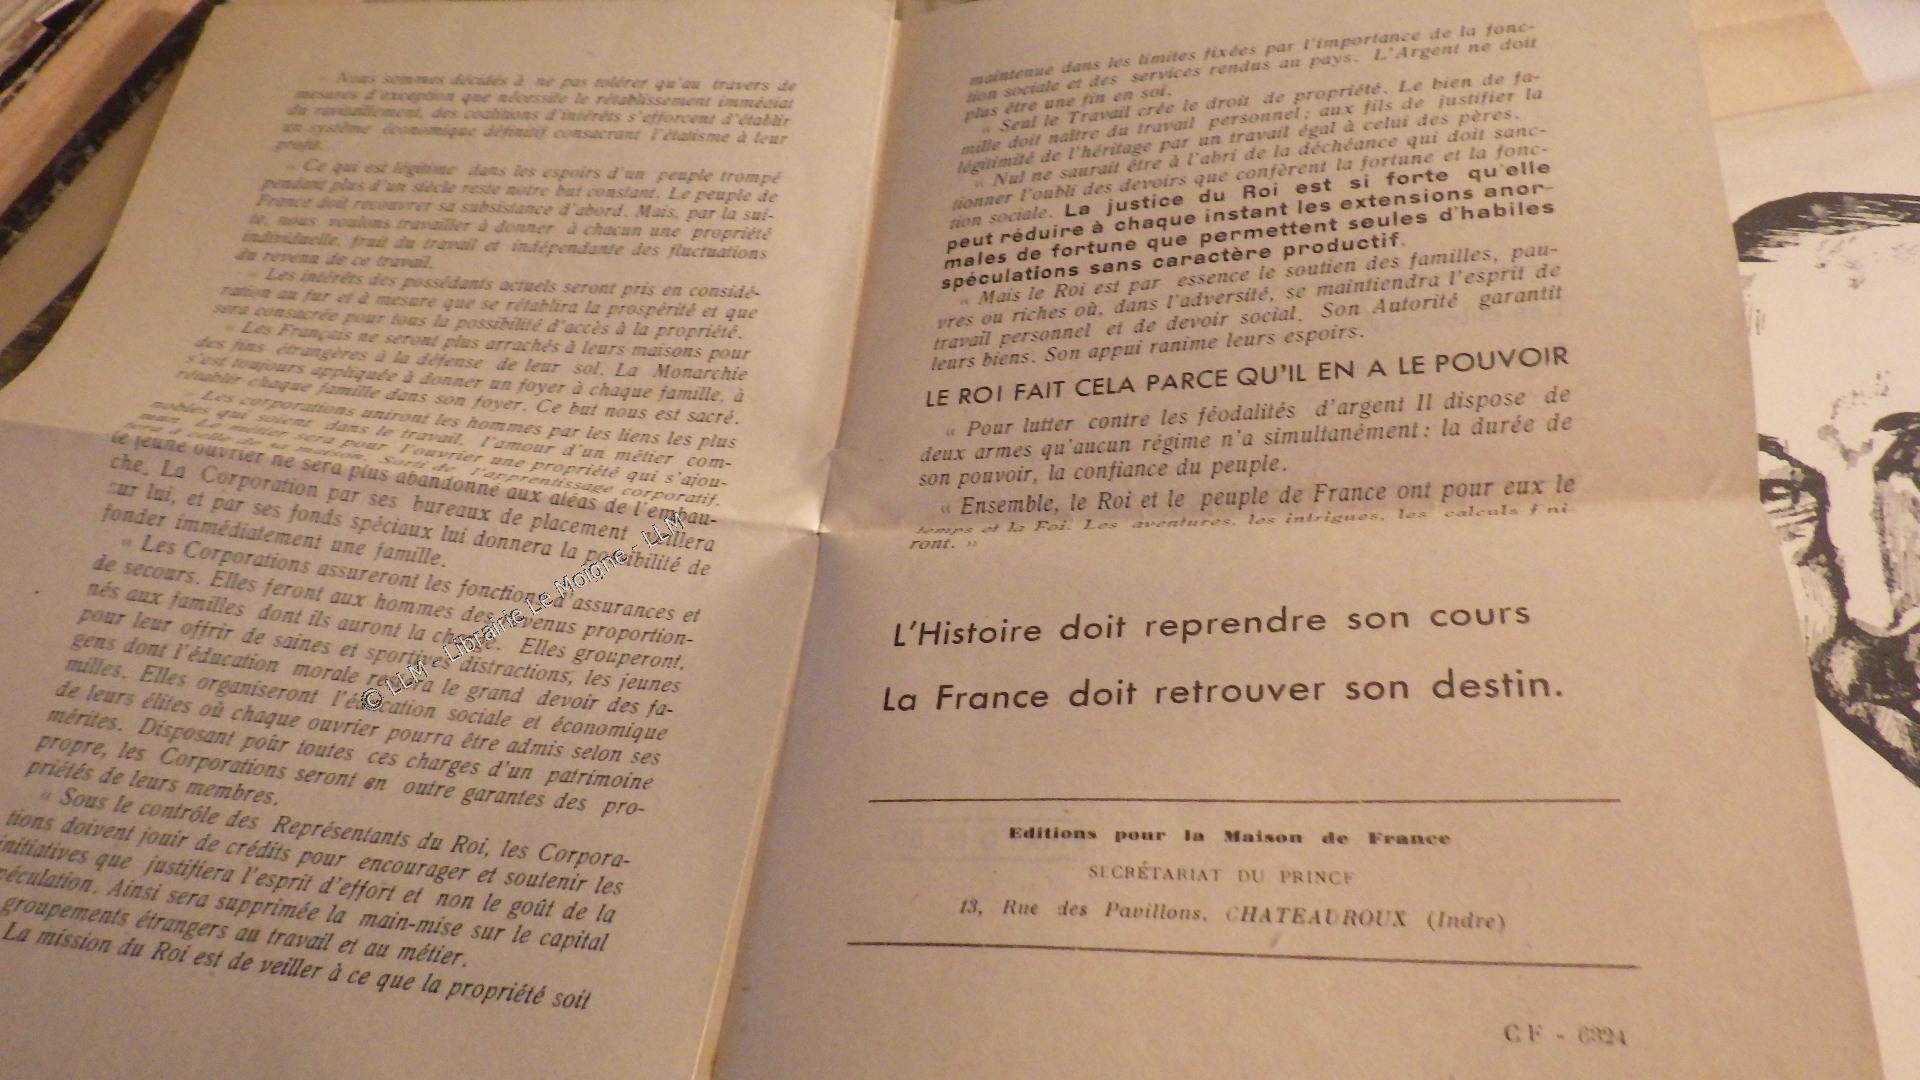 « Nous sommes décidés à ne pas tolérer qu'au travers de
mesures d'exception que nécessite le rétablissement immédiat
du ravitaillement, des coalitions d'intérêts s'efforcent d'établir
un système économique définitif consacrant l'étatisme à leur
profit.
« Ce qui est légitime dans les espoirs d'un peuple trompé
pendant plus d'un siècle reste notre but constant. Le peuple de
France doit recouvrer sa subsistance d'abord. Mais, par la sui-
te, nous voulons travailler à donner à chacun une propriété
individuelle, fruit du travail et indépendante des fluctuations
du revenu de ce travail.
« Les intérêts des possédants actuels seront pris en considé-
ration au fur et à mesure que se rétablira la prospérité et que
sera consacrée pour tous la possibilité d'accès à la propriété.
« Les Français ne seront plus arrachés à leurs maisons pour
des fins étrangères à la défense de leur sol. La Monarchie
s'est toujours appliquée à donner un foyer à chaque famille, à
rétablir chaque famille dans son foyer. Ce but nous est sacré.
« Les corporations uniront les hommes par les liens les plus
nobles qui soient dans le travail, l'amour d'un métier com-
mun. Le métier sera pour l'ouvrier une propriété qui s'ajou-
tera à celle de maison. Sorti de l'apprentissage corporatif,
le jeune ouvrier ne sera plus abandonné aux aléas de l'embau-
che. La Corporation par ses bureaux de placement veillera
sur lui, et par ses fonds spéciaux lui donnera la possibilité de
fonder immédiatement une famille.
« Les Corporations assureront les fonctions d'assurances et
de secours. Elles feront aux hommes des revenus proportion-
nés aux familles dont ils auront la charge. Elles grouperont,
pour leur offrir de saines et sportives distractions, les jeunes
gens dont l'éducation morale restera le grand devoir des fa-
milles. Elles organiseront l'éducation sociale et économique
de leurs élites où chaque ouvrier pourra être admis selon ses
mérites. Disposant pour toutes ces charges d'un patrimoine
propre, les Corporations seront en outre garantes des pro-
priétés de leurs membres.
« Sous le contrôle des Représentants du Roi, les Corpora-
tions doivent jouir de crédits pour encourager et soutenir les
initiatives que justifiera l'esprit d'effort et non le goût de la
spéculation. Ainsi sera supprimée la main-mise sur le capital
groupements étrangers au travail et au métier.
La mission du Roi est de veiller à ce que la propriété soit
© LLM - Librairie Le Moigne - LLM
maintenue dans les limites fixées par l'importance de la fonc-
tion sociale et des services rendus au pays. L'Argent ne doit
plus être une fin en soi.
« Seul le Travail crée le droit de propriété. Le bien de fa-
mille doit naître du travail personnel ; aux fils de justifier la
légitimité de l'héritage par un travail égal à celui des pères.
« Nul ne saurait être à l'abri de la déchéance qui doit sanc-
tionner l'oubli des devoirs que confèrent la fortune et la fonc-
tion sociale. La justice du Roi est si forte qu'elle
peut réduire à chaque instant les extensions anor-
males de fortune que permettent seules d'habiles
spéculations sans caractère productif.
« Mais le Roi est par essence le soutien des familles, pau-
vres ou riches où, dans l'adversité, se maintiendra l'esprit de
travail personnel et de devoir social. Son Autorité garantit
leurs biens. Son appui ranime leurs espoirs.
LE ROI FAIT CELA PARCE QU'IL EN A LE POUVOIR
« Pour lutter contre les féodalités d'argent Il dispose de
deux armes qu'aucun régime n'a simultanément : la durée de
son pouvoir, la confiance du peuple.
« Ensemble, le Roi et le peuple de France ont pour eux le
temps et la Foi. Les aventures, les intrigues, les calculs fini-
ront. »
L'Histoire doit reprendre son cours
La France doit retrouver son destin.
Editions pour la Maison de France
SECRÉTARIAT DU PRINCE
13, Rue des Pavillons, CHATEAUROUX (Indre)
CF - 6324